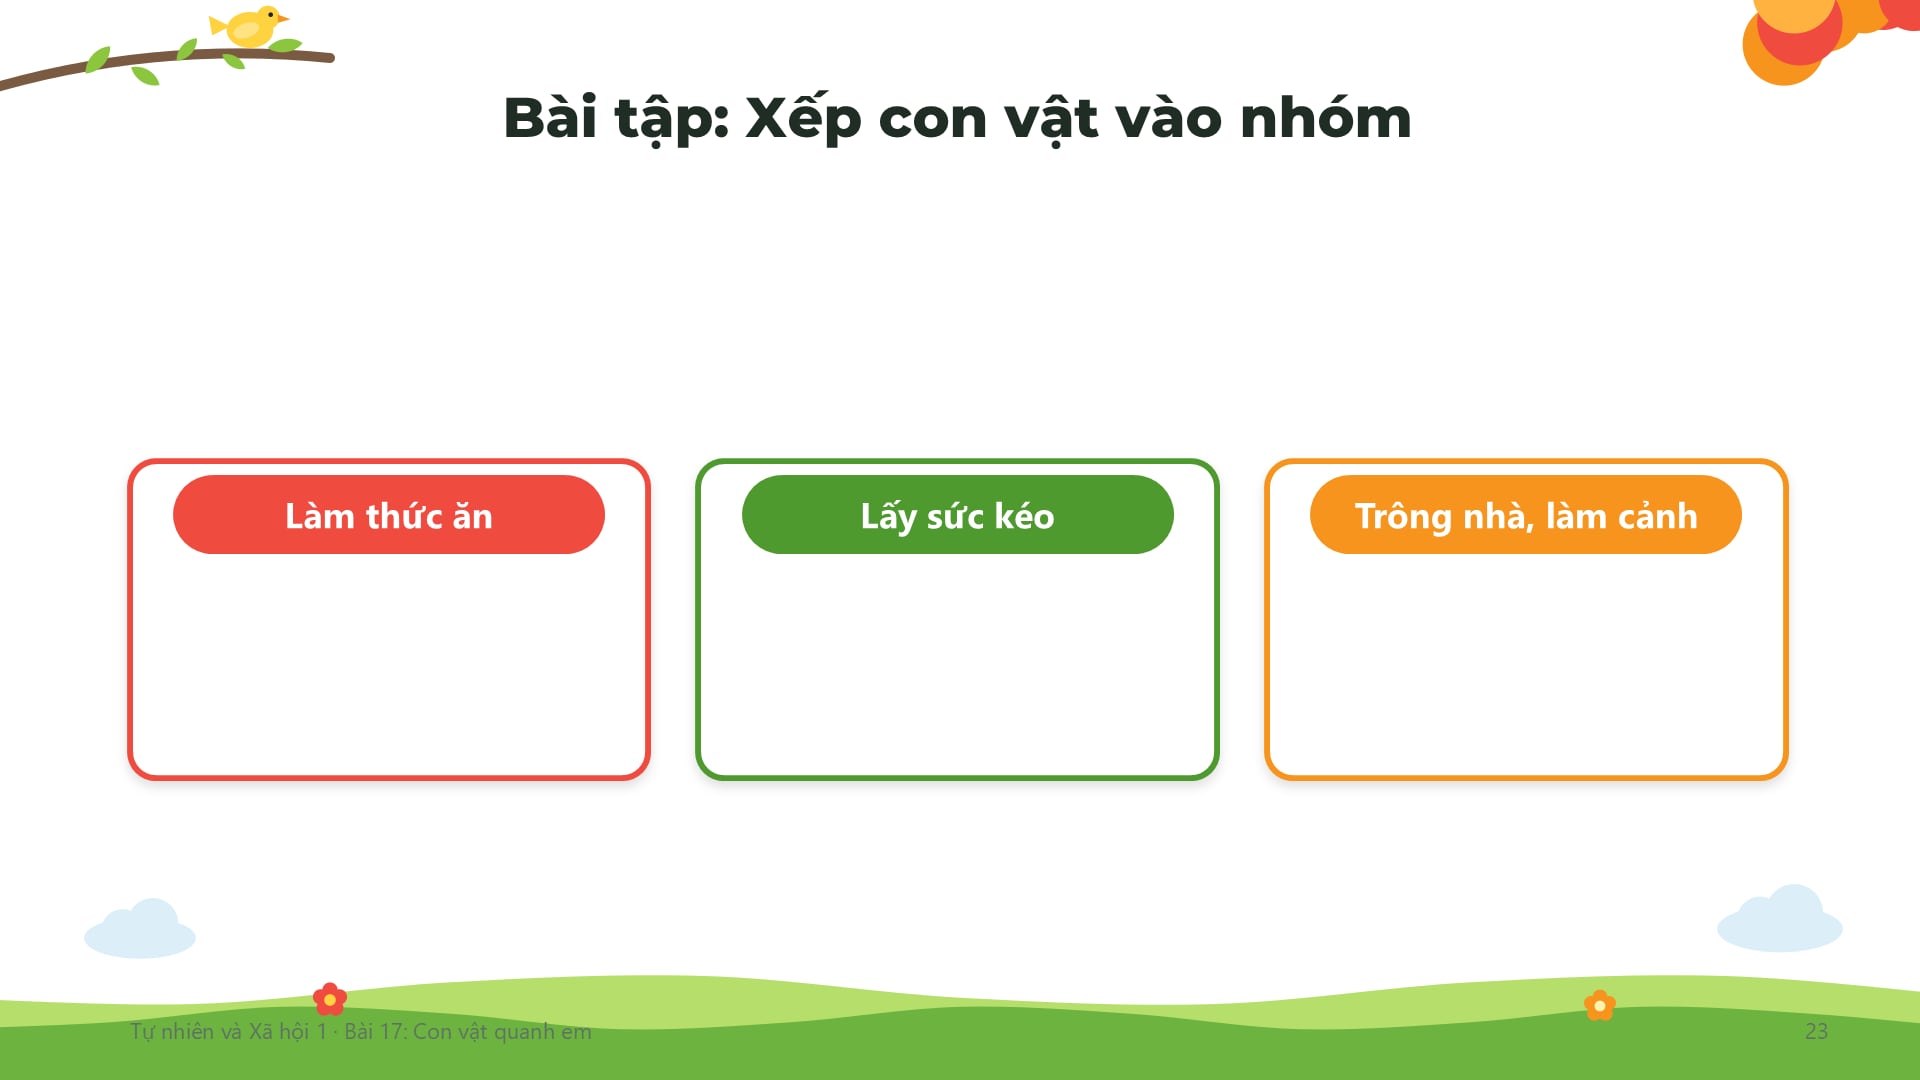 Bài tập: Xếp con vật vào nhóm
Làm thức ăn
Lấy sức kéo
Trông nhà, làm cảnh
Tự nhiên và Xã hội 1 · Bài 17: Con vật quanh em
23